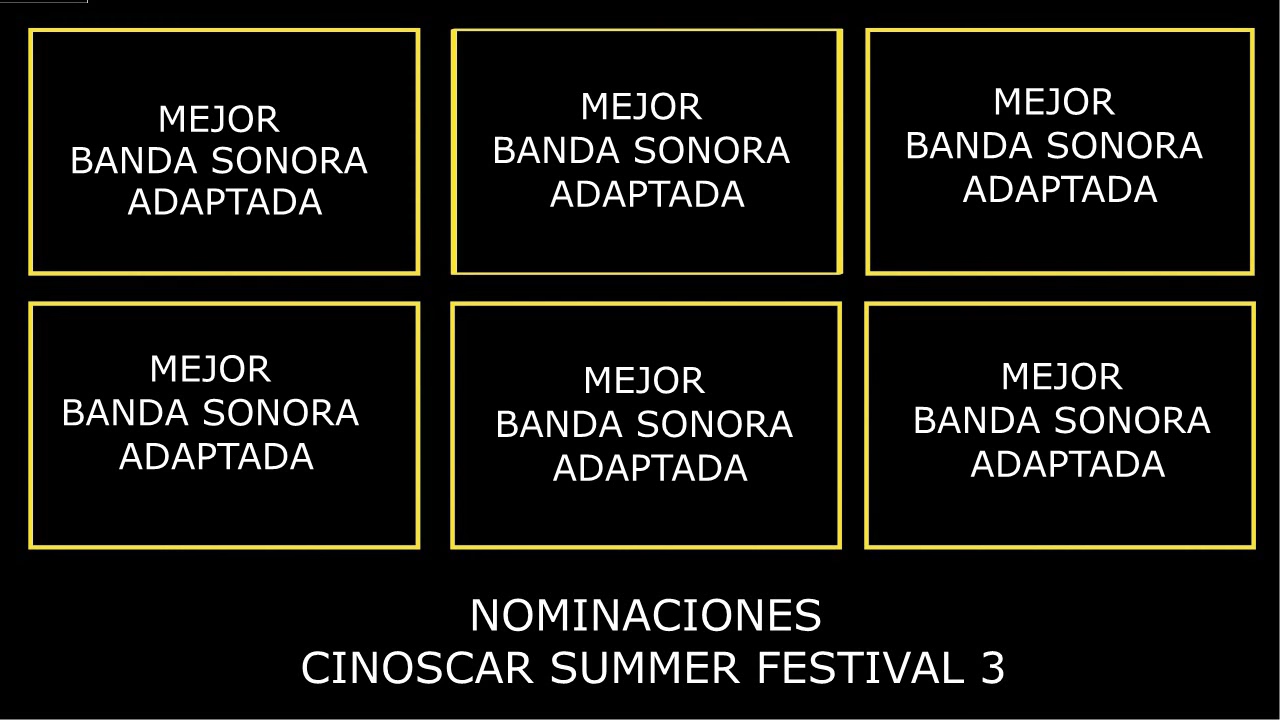 MEJOR
BANDA SONORA
ADAPTADA
MEJOR
BANDA SONORA
ADAPTADA
MEJOR
BANDA SONORA
ADAPTADA
MEJOR
BANDA SONORA
ADAPTADA
MEJOR
BANDA SONORA
ADAPTADA
MEJOR
BANDA SONORA
ADAPTADA
NOMINACIONES
CINOSCAR SUMMER FESTIVAL 3